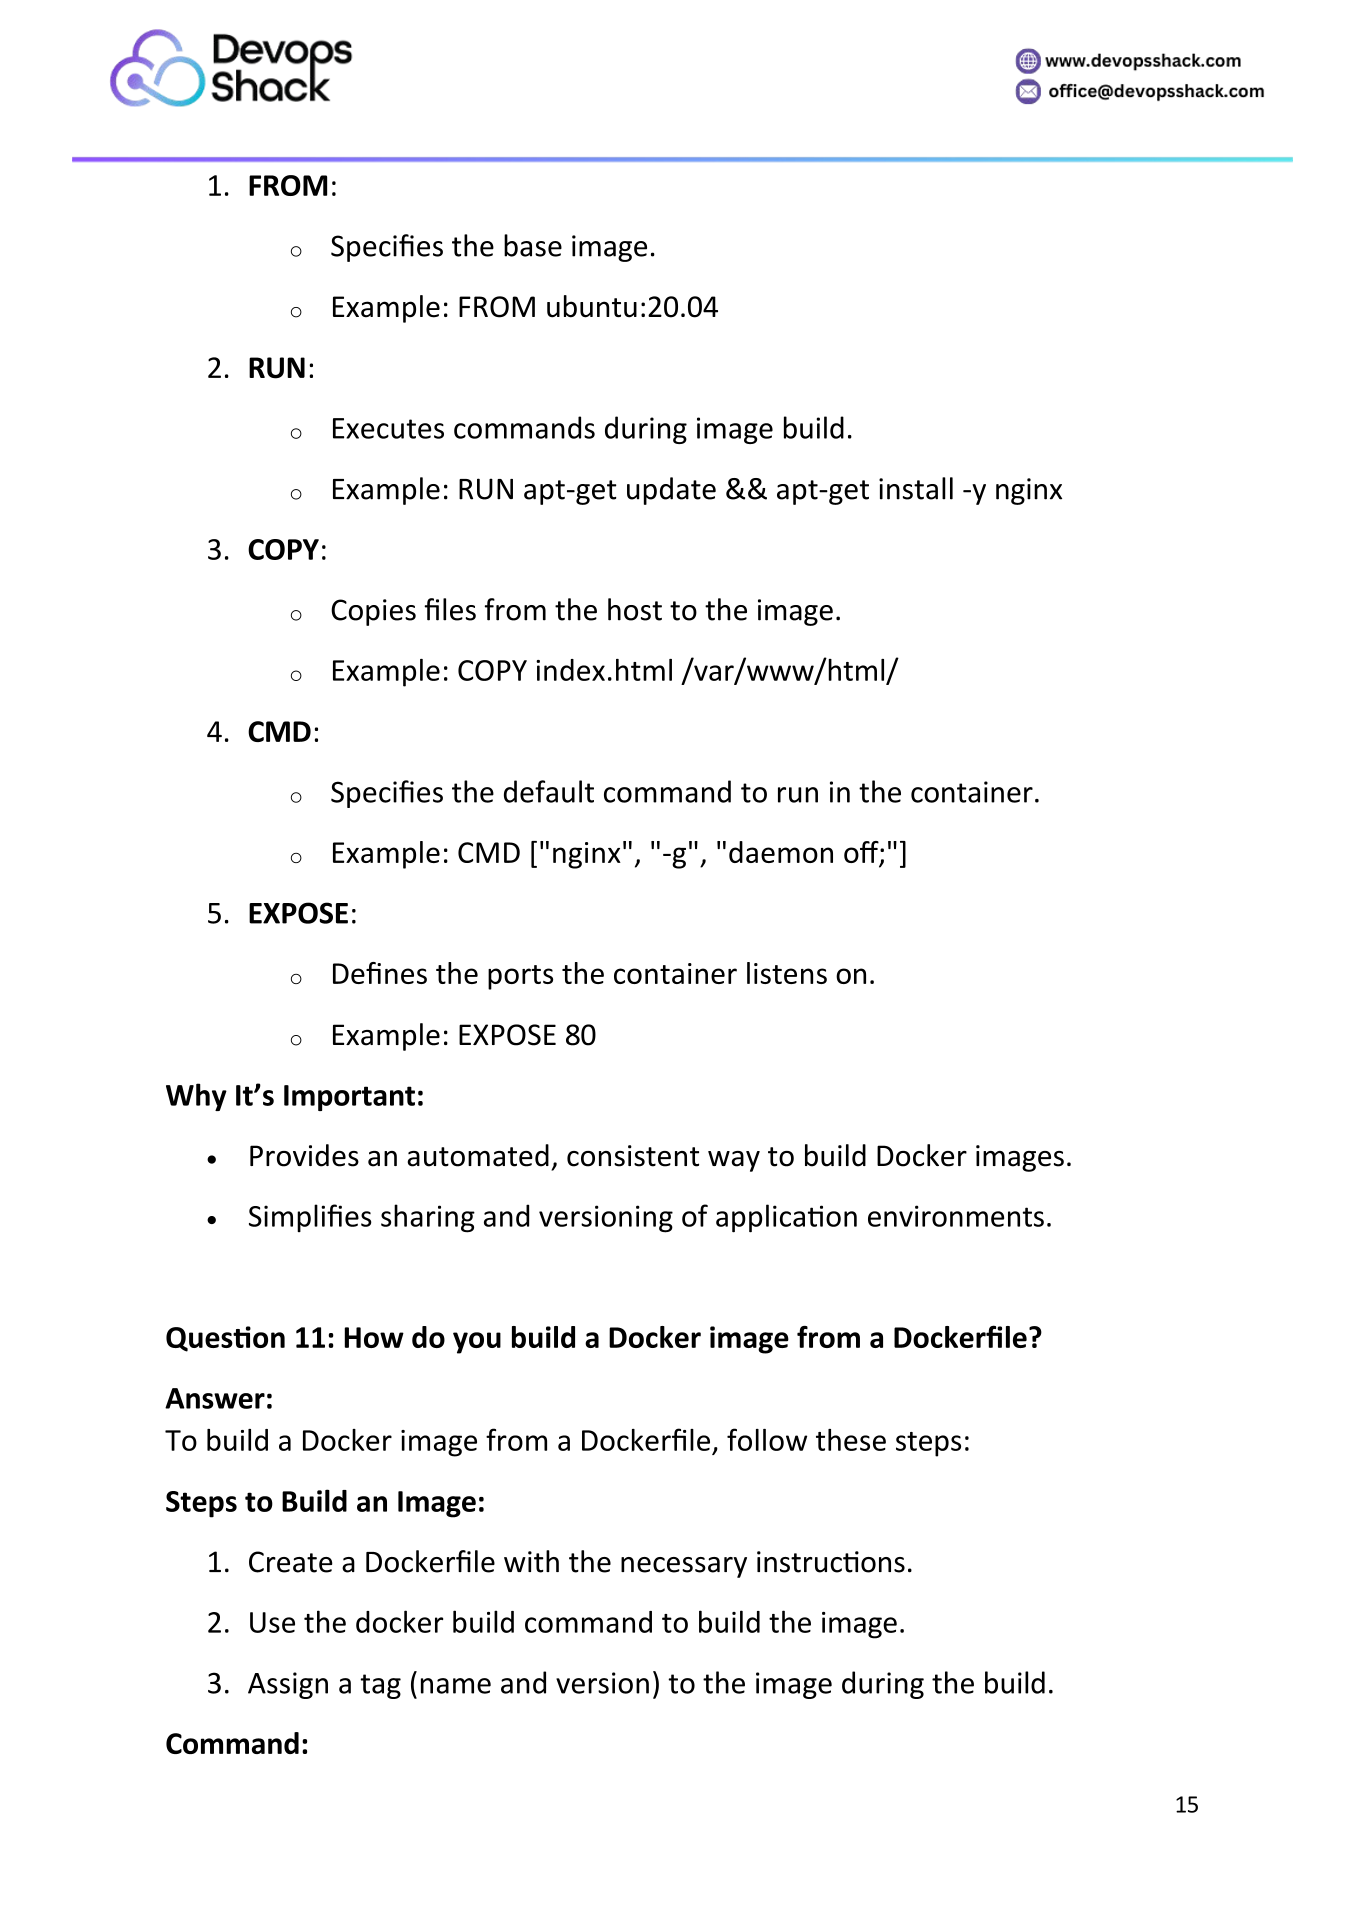 Devops
Shack
www.devopsshack.com
office@devopsshack.com
1. FROM:
o Specifies the base image.
o Example: FROM ubuntu:20.04
2. RUN:
o Executes commands during image build.
o Example: RUN apt-get update && apt-get install -y nginx
3. COPY:
o Copies files from the host to the image.
o Example: COPY index.html /var/www/html/
4. CMD:
o Specifies the default command to run in the container.
o Example: CMD ["nginx", "-g", "daemon off;"]
5. EXPOSE:
o Defines the ports the container listens on.
o Example: EXPOSE 80
Why It’s Important:
• Provides an automated, consistent way to build Docker images.
• Simplifies sharing and versioning of application environments.
Question 11: How do you build a Docker image from a Dockerfile?
Answer:
To build a Docker image from a Dockerfile, follow these steps:
Steps to Build an Image:
1. Create a Dockerfile with the necessary instructions.
2. Use the docker build command to build the image.
3. Assign a tag (name and version) to the image during the build.
Command:
15